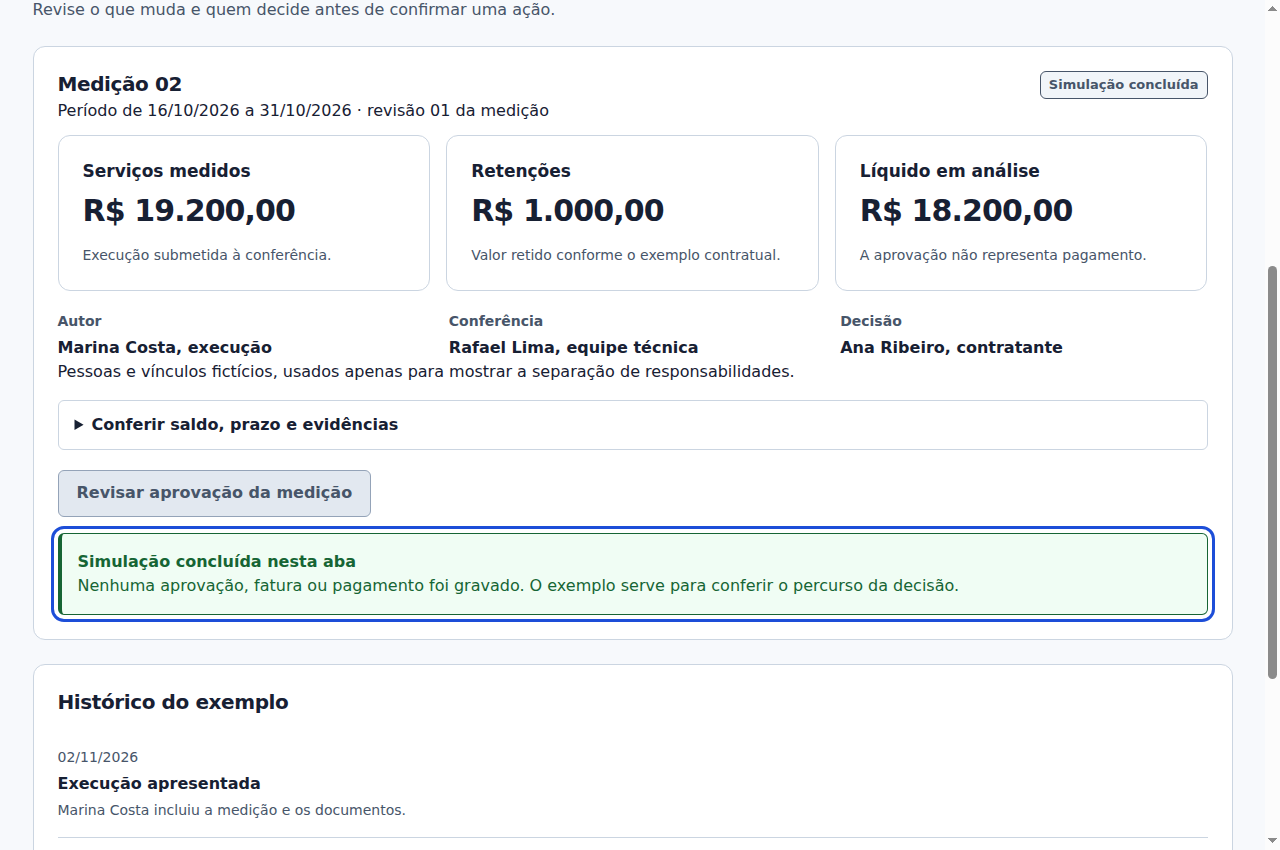 Revise o que muda e quem decide antes de confirmar uma ação.
Medição 02
Simulação concluída
Período de 16/10/2026 a 31/10/2026 · revisão 01 da medição
Serviços medidos
R$ 19.200,00
Execução submetida à conferência.
Retenções
R$ 1.000,00
Valor retido conforme o exemplo contratual.
Líquido em análise
R$ 18.200,00
A aprovação não representa pagamento.
Autor
Marina Costa, execução
Conferência
Rafael Lima, equipe técnica
Decisão
Ana Ribeiro, contratante
Pessoas e vínculos fictícios, usados apenas para mostrar a separação de responsabilidades.
Conferir saldo, prazo e evidências
Revisar aprovação da medição
Simulação concluída nesta aba
Nenhuma aprovação, fatura ou pagamento foi gravado. O exemplo serve para conferir o percurso da decisão.
Histórico do exemplo
02/11/2026
Execução apresentada
Marina Costa incluiu a medição e os documentos.